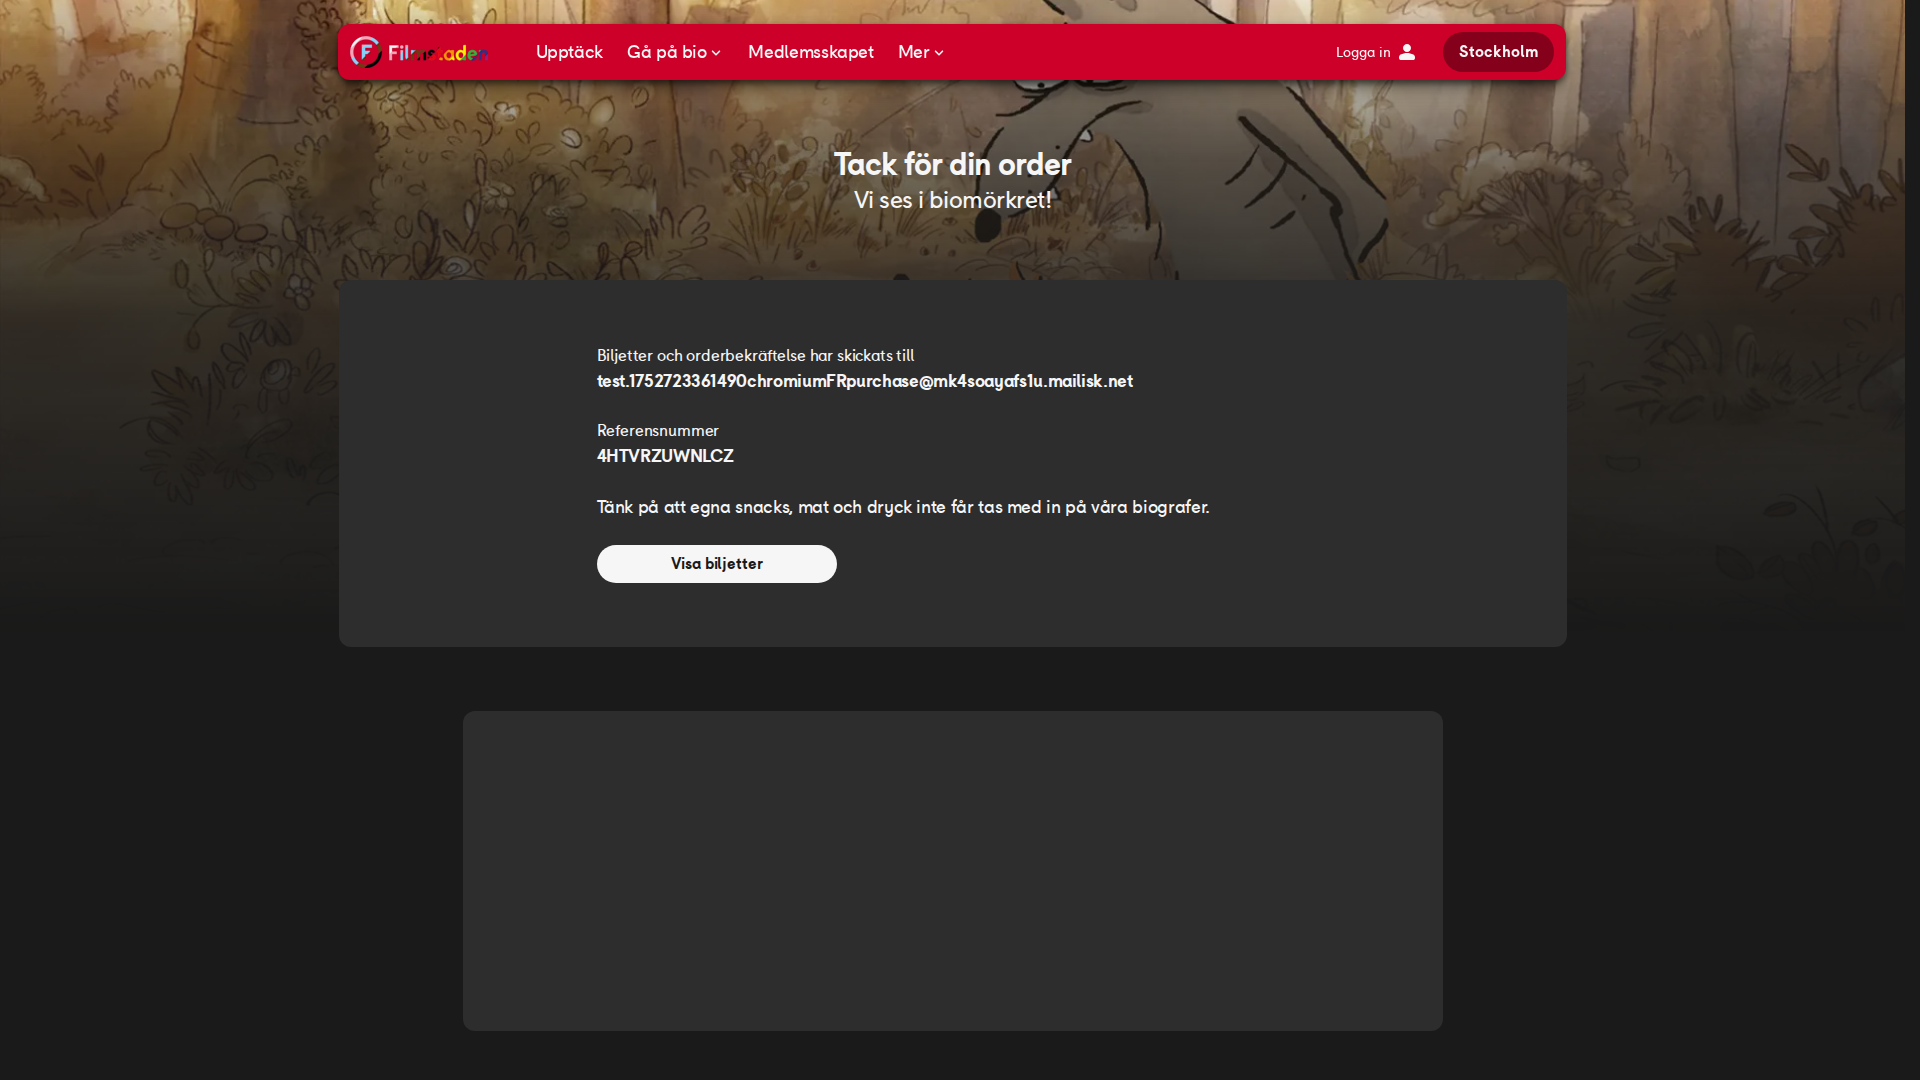 Filmstaden Upptäck Gå på bio Medlemsskapet Mer Logga in Stockholm
Tack för din order
Vi ses i biomörkret!
Biljetter och orderbekräftelse har skickats till
test.1752723361490chromiumFRpurchase@mk4soayafs1u.mailisk.net
Referensnummer
4HTVRZUWNLCZ
Tänk på att egna snacks, mat och dryck inte får tas med in på våra biografer.
Visa biljetter